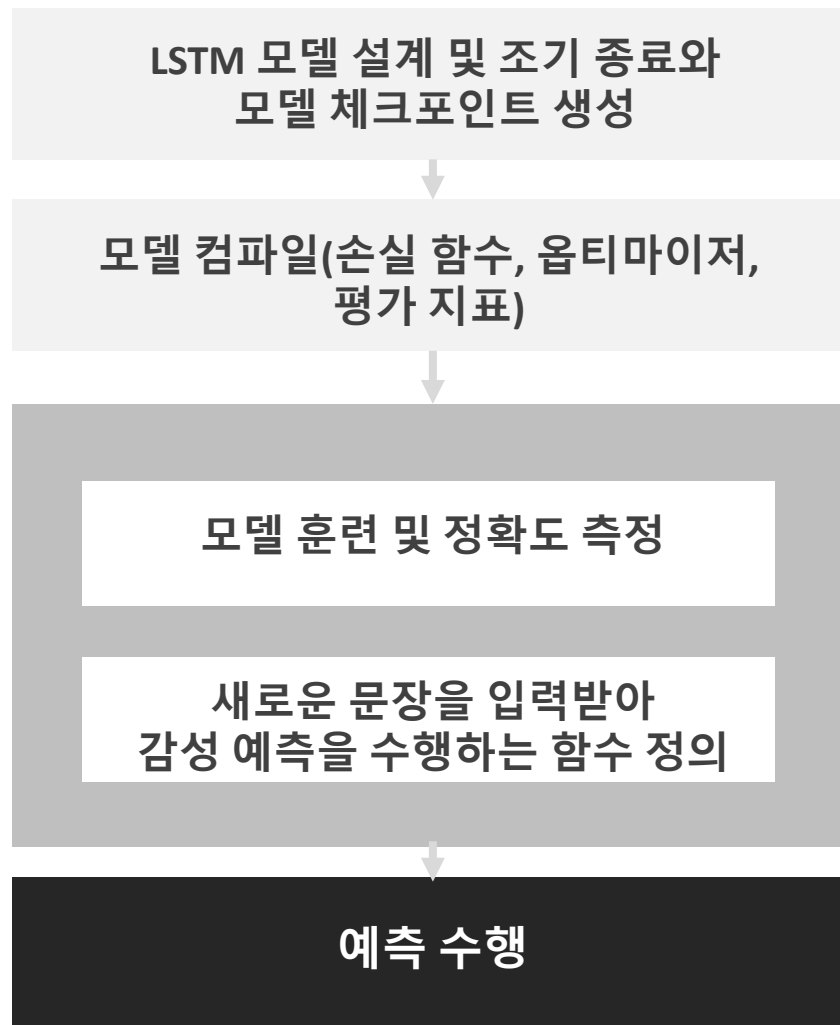 LSTM 모델 설계 및 조기 종료와
모델 체크포인트 생성
모델 컴파일(손실 함수, 옵티마이저,
평가 지표)
모델 훈련 및 정확도 측정
새로운 문장을 입력받아
감성 예측을 수행하는 함수 정의
예측 수행